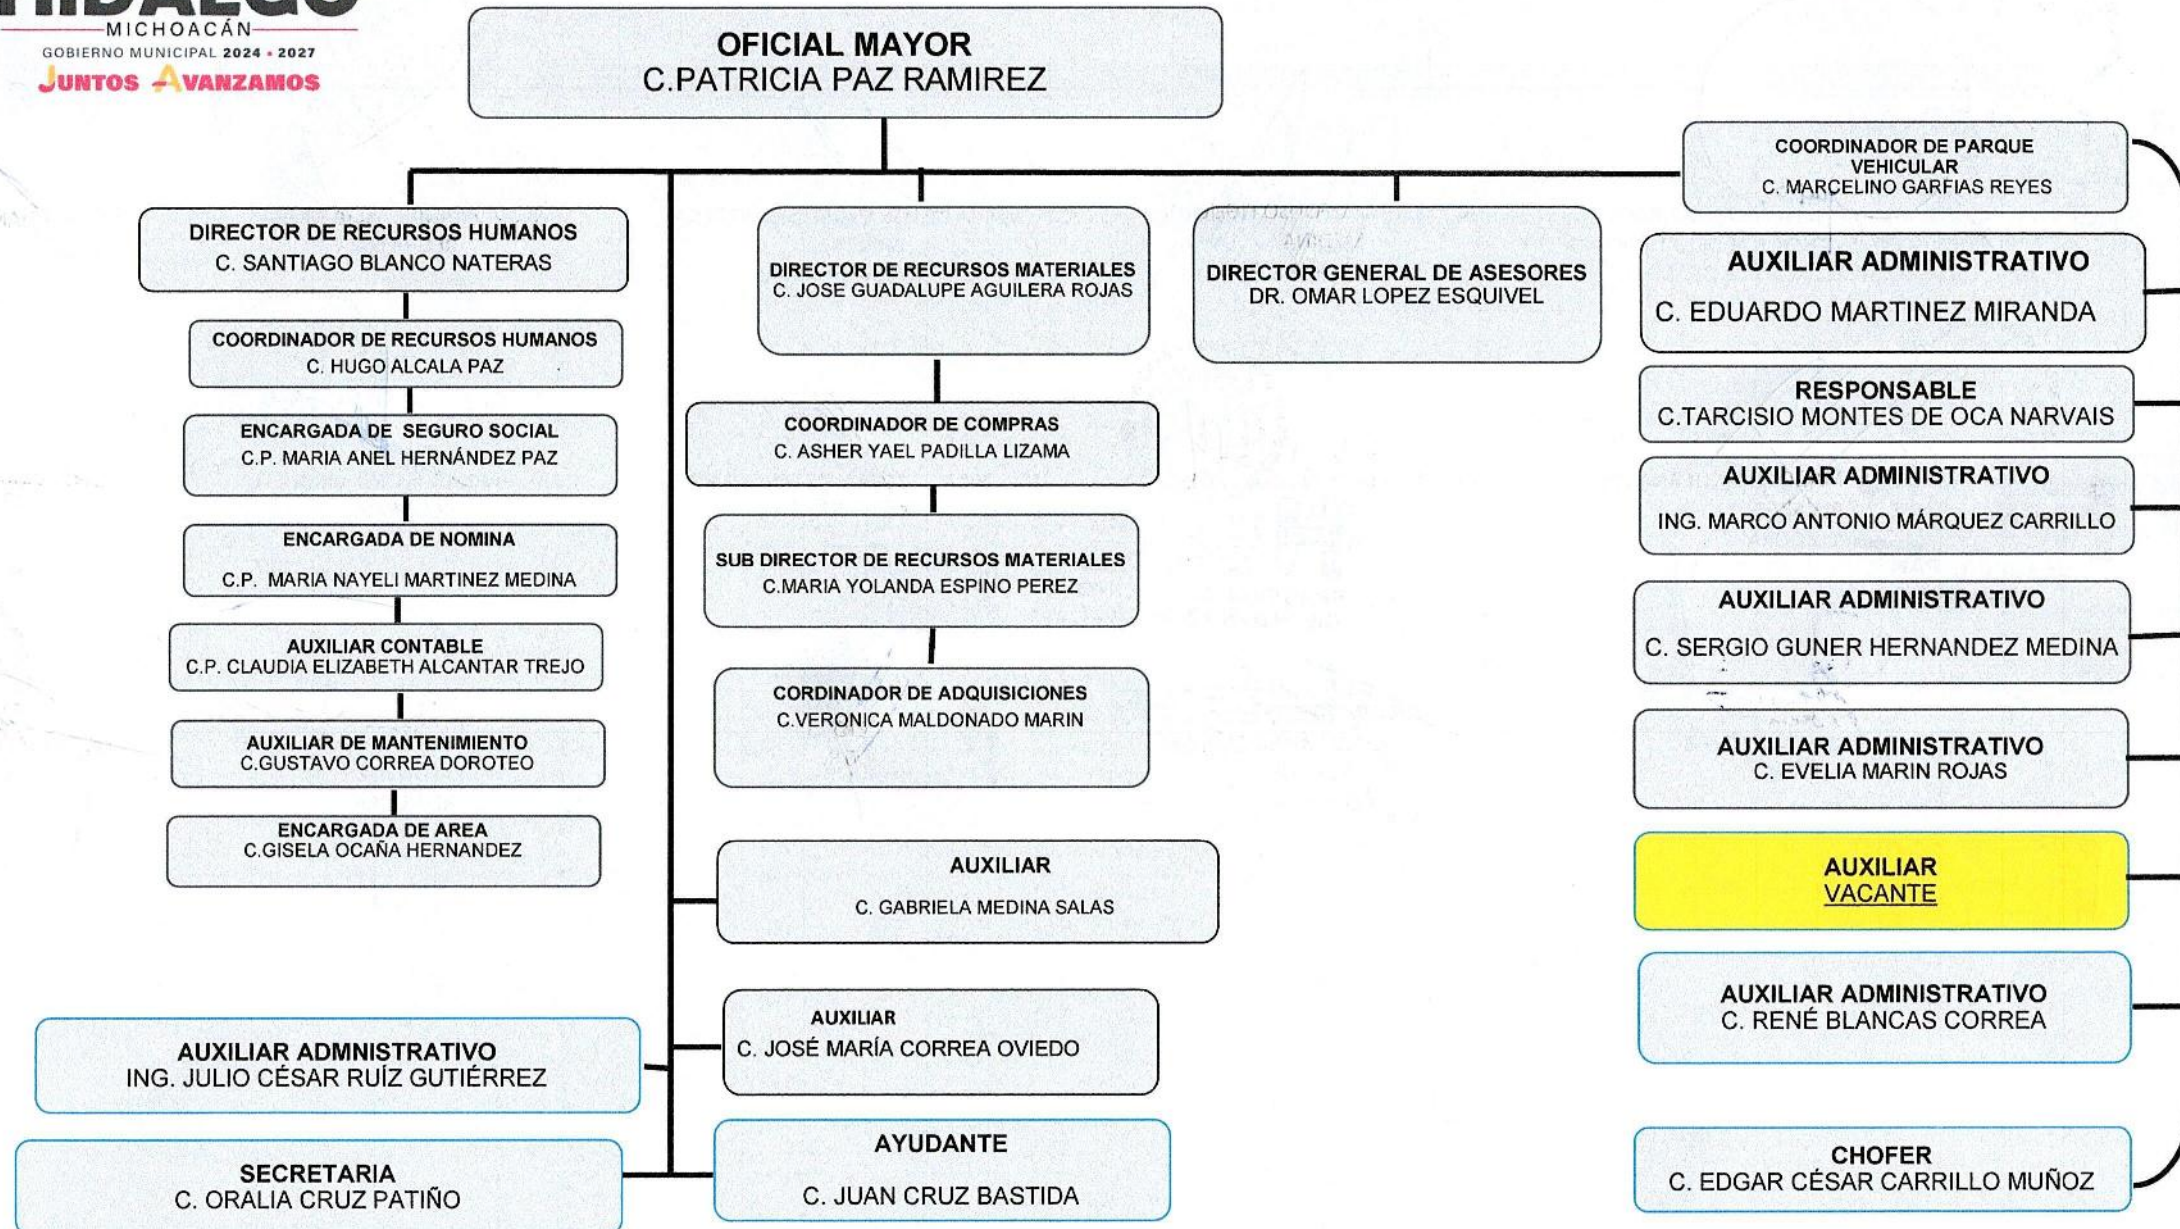 HIDALGO
MICHOACÁN
GOBIERNO MUNICIPAL 2024 • 2027
JUNTOS AVANZAMOS
OFICIAL MAYOR
C.PATRICIA PAZ RAMIREZ
DIRECTOR DE RECURSOS HUMANOS
C. SANTIAGO BLANCO NATERAS
COORDINADOR DE RECURSOS HUMANOS
C. HUGO ALCALA PAZ
ENCARGADA DE SEGURO SOCIAL
C.P. MARIA ANEL HERNÁNDEZ PAZ
ENCARGADA DE NOMINA
C.P. MARIA NAYELI MARTINEZ MEDINA
AUXILIAR CONTABLE
C.P. CLAUDIA ELIZABETH ALCANTAR TREJO
AUXILIAR DE MANTENIMIENTO
C.GUSTAVO CORREA DOROTEO
ENCARGADA DE AREA
C.GISELA OCAÑA HERNANDEZ
AUXILIAR ADMNISTRATIVO
ING. JULIO CÉSAR RUÍZ GUTIÉRREZ
SECRETARIA
C. ORALIA CRUZ PATIÑO
DIRECTOR DE RECURSOS MATERIALES
C. JOSE GUADALUPE AGUILERA ROJAS
COORDINADOR DE COMPRAS
C. ASHER YAEL PADILLA LIZAMA
SUB DIRECTOR DE RECURSOS MATERIALES
C.MARIA YOLANDA ESPINO PEREZ
CORDINADOR DE ADQUISICIONES
C.VERONICA MALDONADO MARIN
AUXILIAR
C. GABRIELA MEDINA SALAS
AUXILIAR
C. JOSÉ MARÍA CORREA OVIEDO
AYUDANTE
C. JUAN CRUZ BASTIDA
DIRECTOR GENERAL DE ASESORES
DR. OMAR LOPEZ ESQUIVEL
COORDINADOR DE PARQUE
VEHICULAR
C. MARCELINO GARFIAS REYES
AUXILIAR ADMINISTRATIVO
C. EDUARDO MARTINEZ MIRANDA
RESPONSABLE
C.TARCISIO MONTES DE OCA NARVAIS
AUXILIAR ADMINISTRATIVO
ING. MARCO ANTONIO MÁRQUEZ CARRILLO
AUXILIAR ADMINISTRATIVO
C. SERGIO GUNER HERNANDEZ MEDINA
AUXILIAR ADMINISTRATIVO
C. EVELIA MARIN ROJAS
AUXILIAR
VACANTE
AUXILIAR ADMINISTRATIVO
C. RENÉ BLANCAS CORREA
CHOFER
C. EDGAR CÉSAR CARRILLO MUÑOZ